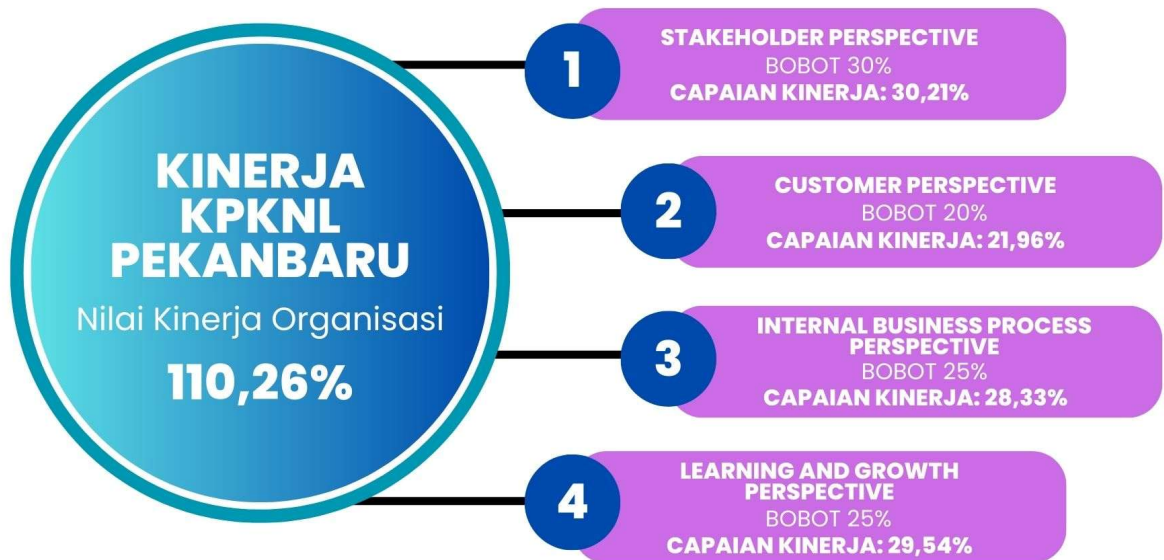 KINERJA
KPKNL
PEKANBARU
Nilai Kinerja Organisasi
110,26%
1
STAKEHOLDER PERSPECTIVE
BOBOT 30%
CAPAIAN KINERJA: 30,21%
2
CUSTOMER PERSPECTIVE
BOBOT 20%
CAPAIAN KINERJA: 21,96%
3
INTERNAL BUSINESS PROCESS
PERSPECTIVE
BOBOT 25%
CAPAIAN KINERJA: 28,33%
4
LEARNING AND GROWTH
PERSPECTIVE
BOBOT 25%
CAPAIAN KINERJA: 29,54%